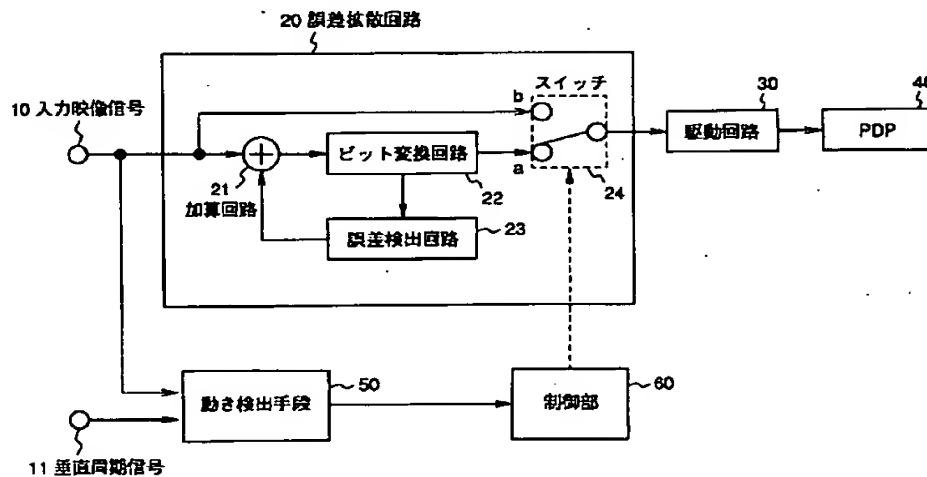 20 誤差拡散回路
10 入力映像信号
スイッチ
b
30
駆動回路
40
PDP
ビット変換回路
a
21
加算回路
22
24
誤差検出回路
23
動き検出手段
50
制御部
60
11 垂直周期信号